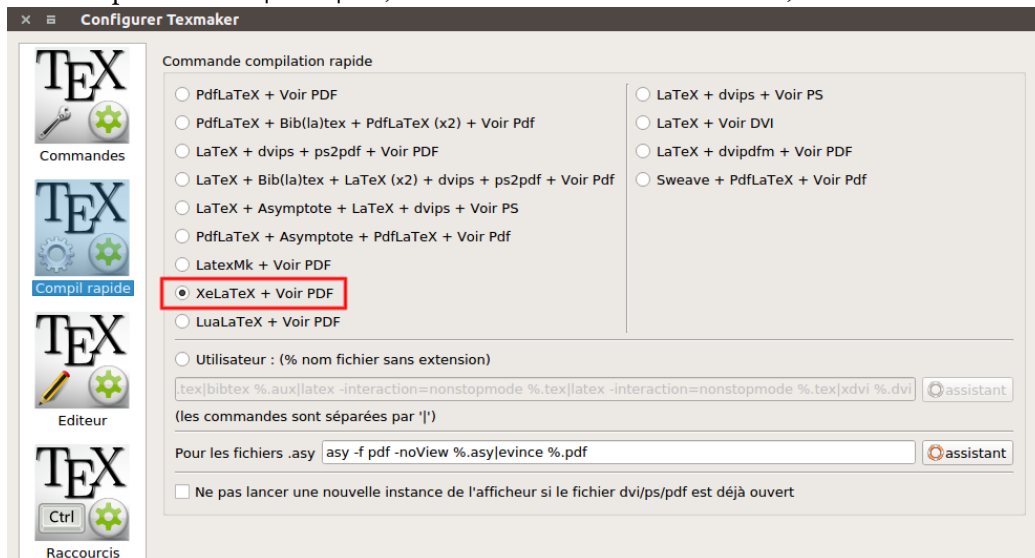 Configurer Texmaker
TEX
Commandes
TEX
Compil rapide
TEX
Editeur
TEX
Ctrl
Raccourcis
Commande compilation rapide
PdfLaTeX + Voir PDF
PdfLaTeX + Bib(la)tex + PdfLaTeX (x2) + Voir Pdf
LaTeX + dvips + ps2pdf + Voir PDF
LaTeX + Bib(la)tex + LaTeX (x2) + dvips + ps2pdf + Voir Pdf
LaTeX + Asymptote + LaTeX + dvips + Voir PS
PdfLaTeX + Asymptote + PdfLaTeX + Voir Pdf
LatexMk + Voir PDF
XeLaTeX + Voir PDF
LuaLaTeX + Voir PDF
LaTeX + dvips + Voir PS
LaTeX + Voir DVI
LaTeX + dvipdfm + Voir PDF
Sweave + PdfLaTeX + Voir Pdf
Utilisateur : (% nom fichier sans extension)
.tex|bibtex %.aux|latex -interaction=nonstopmode %.tex|latex -interaction=nonstopmode %.tex|xdvi %.dvi assistant
(les commandes sont séparées par '|')
Pour les fichiers .asy asy -f pdf -noView %.asy|evince %.pdf assistant
Ne pas lancer une nouvelle instance de l'afficheur si le fichier dvi/ps/pdf est déjà ouvert